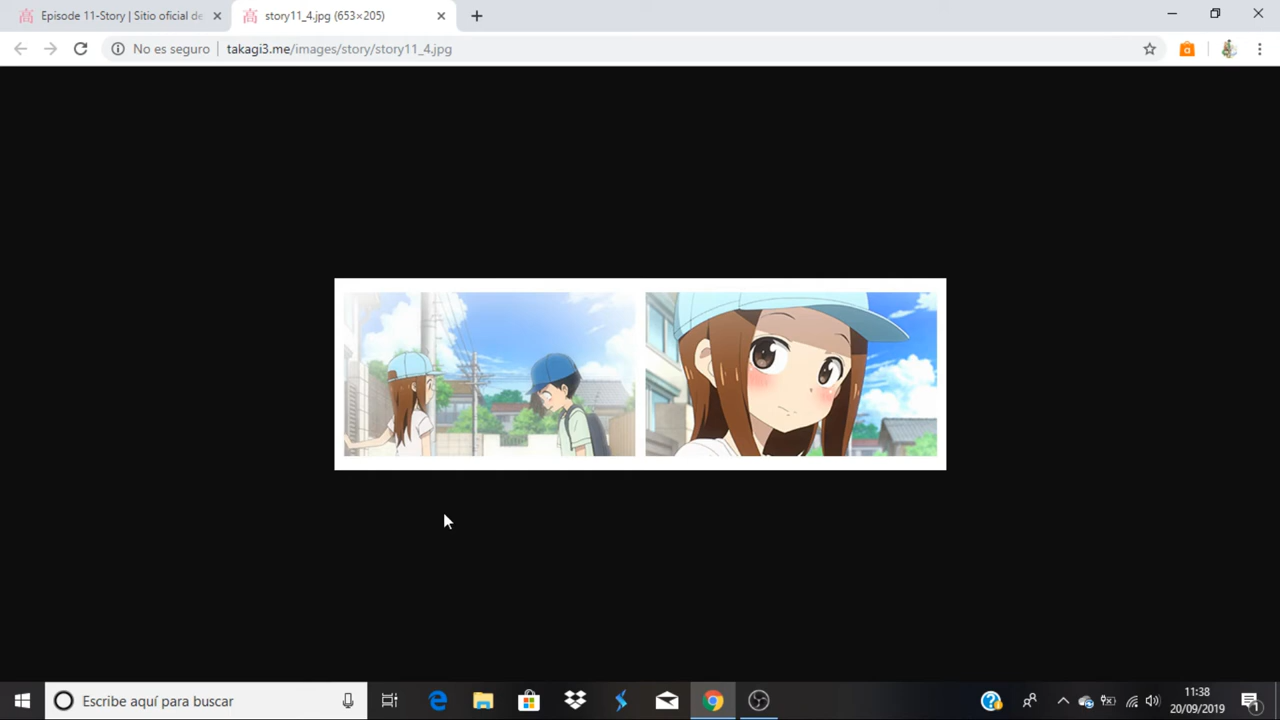 Episode 11-Story | Sitio oficial de
story11_4.jpg (653×205)
No es seguro
takagi3.me/images/story/story11_4.jpg
Escribe aquí para buscar
11:38
20/09/2019
1